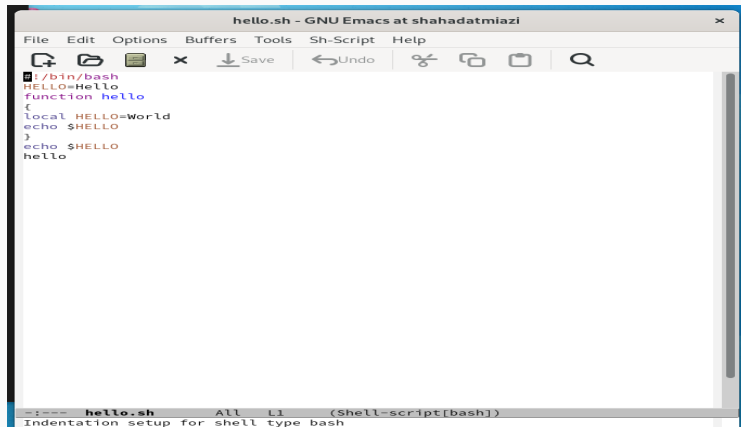 hello.sh - GNU Emacs at shahadatmiazi
File Edit Options Buffers Tools Sh-Script Help
Save Undo
#!/bin/bash
HELLO=Hello
function hello
{
local HELLO=World
echo $HELLO
}
echo $HELLO
hello
-:--- hello.sh All L1 (Shell-script[bash])
Indentation setup for shell type bash